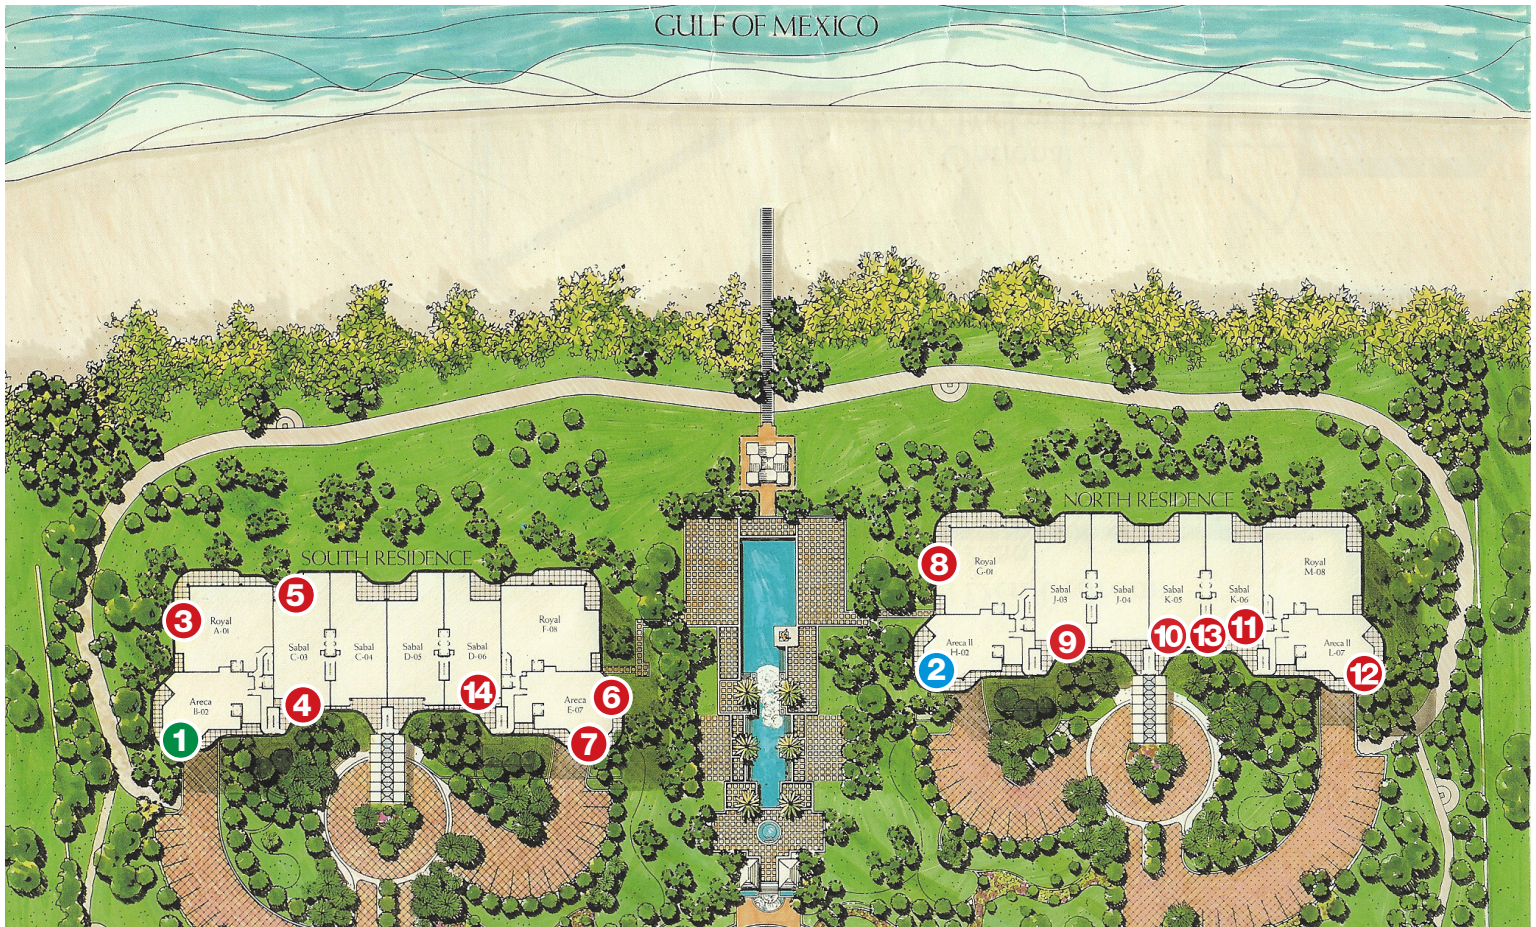 GULF OF MEXICO
SOUTH RESIDENCE
5
3
Royal
A-01
Sabal
C-03
Sabal
C-04
Sabal
D-05
Sabal
D-06
Royal
F-08
Areca
B-02
1
4
14
Areca
E-07
6
7
NORTH RESIDENCE
8
Royal
G-01
Sabal
J-03
Sabal
J-04
Sabal
K-05
Sabal
K-06
Royal
M-08
Areca II
H-02
2
9
10
13
11
Areca II
L-07
12